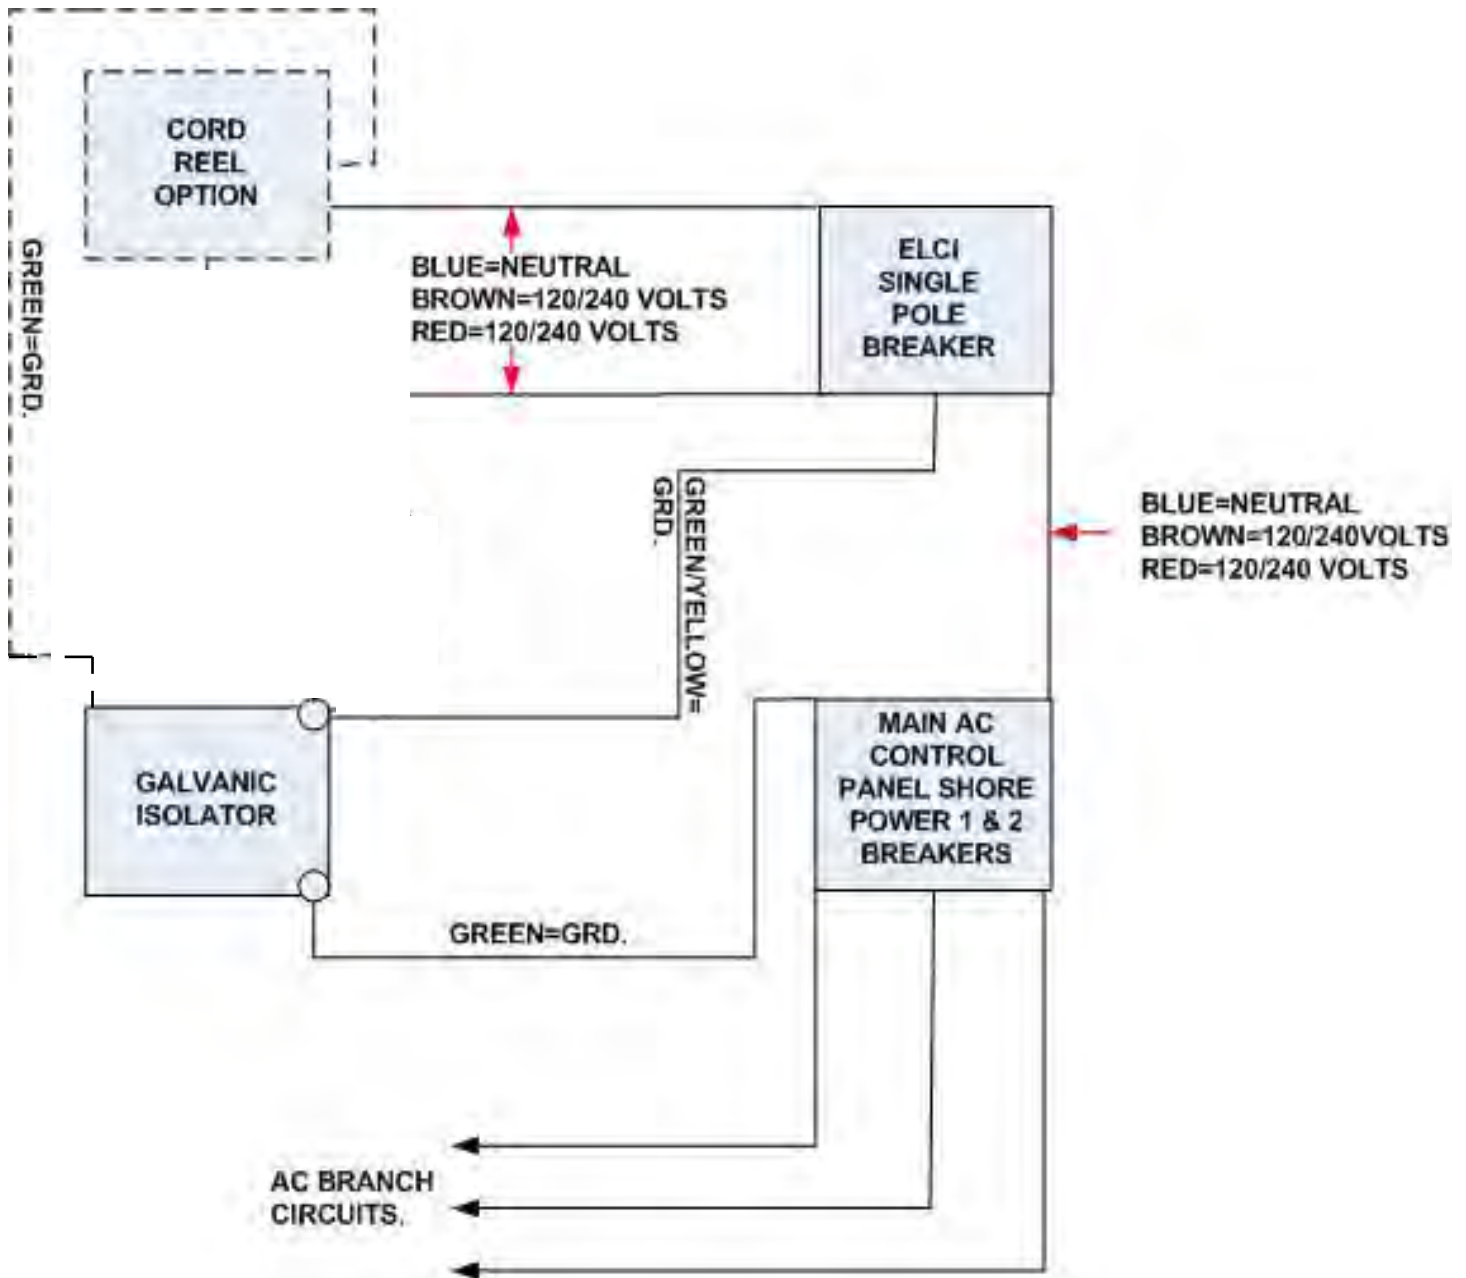 CORD
REEL
OPTION
GREEN=GRD.
BLUE=NEUTRAL
BROWN=120/240 VOLTS
RED=120/240 VOLTS
ELCI
SINGLE
POLE
BREAKER
GREEN/YELLOW=
GRD.
BLUE=NEUTRAL
BROWN=120/240VOLTS
RED=120/240 VOLTS
GALVANIC
ISOLATOR
MAIN AC
CONTROL
PANEL SHORE
POWER 1 & 2
BREAKERS
GREEN=GRD.
AC BRANCH
CIRCUITS.